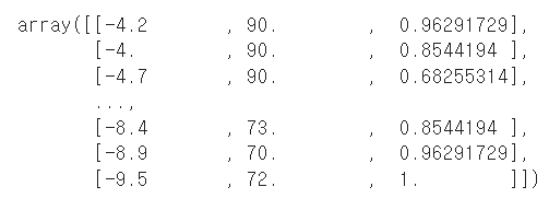 array([[-4.2       , 90.        ,  0.96291729],
       [-4.        , 90.        ,  0.8544194 ],
       [-4.7       , 90.        ,  0.68255314],
       ...,
       [-8.4       , 73.        ,  0.8544194 ],
       [-8.9       , 70.        ,  0.96291729],
       [-9.5       , 72.        ,  1.        ]])